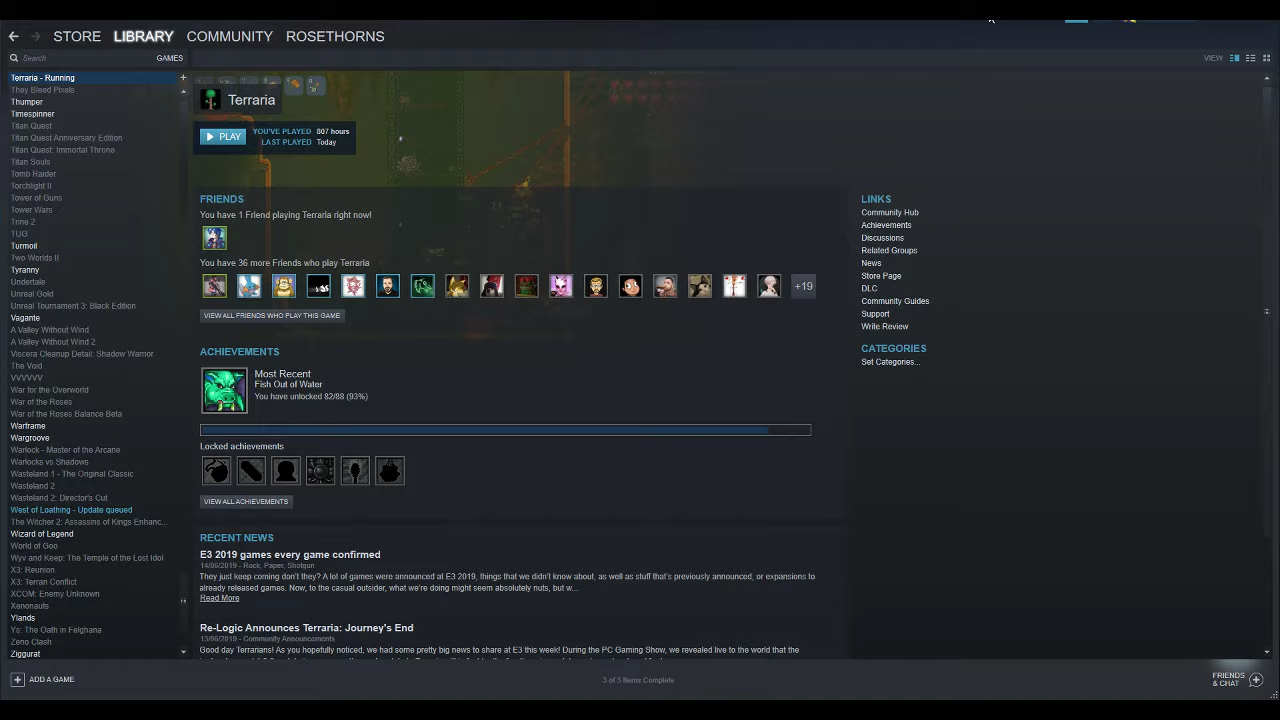 STORE LIBRARY COMMUNITY ROSETHORNS
Search GAMES VIEW
Terraria - Running
They Bleed Pixels
Thumper
Timespinner
Titan Quest
Titan Quest Anniversary Edition
Titan Quest: Immortal Throne
Titan Souls
Tomb Raider
Torchlight II
Tower of Guns
Tower Wars
Trine 2
TUG
Turmoil
Two Worlds II
Tyranny
Undertale
Unreal Gold
Unreal Tournament 3: Black Edition
Vagante
A Valley Without Wind
A Valley Without Wind 2
Viscera Cleanup Detail: Shadow Warrior
The Void
VVVVVV
War for the Overworld
War of the Roses
War of the Roses Balance Beta
Warframe
Wargroove
Warlock - Master of the Arcane
Warlocks vs Shadows
Wasteland 1 - The Original Classic
Wasteland 2
Wasteland 2: Director's Cut
West of Loathing - Update queued
The Witcher 2: Assassins of Kings Enhanc...
Wizard of Legend
World of Goo
Wyv and Keep: The Temple of the Lost Idol
X3: Reunion
X3: Terran Conflict
XCOM: Enemy Unknown
Xenonauts
Ylands
Ys: The Oath in Felghana
Zeno Clash
Ziggurat
Terraria
PLAY
YOU'VE PLAYED 807 hours
LAST PLAYED Today
FRIENDS
You have 1 Friend playing Terraria right now!
You have 36 more Friends who play Terraria
+19
VIEW ALL FRIENDS WHO PLAY THIS GAME
ACHIEVEMENTS
Most Recent
Fish Out of Water
You have unlocked 82/88 (93%)
Locked achievements
VIEW ALL ACHIEVEMENTS
RECENT NEWS
E3 2019 games every game confirmed
14/06/2019 - Rock, Paper, Shotgun
They just keep coming don't they? A lot of games were announced at E3 2019, things that we didn't know about, as well as stuff that's previously announced, or expansions to
already released games. Now, to the casual outsider, what we're doing might seem absolutely nuts, but w...
Read More
Re-Logic Announces Terraria: Journey's End
13/06/2019 - Community Announcements
Good day Terrarians! As you hopefully noticed, we had some pretty big news to share at E3 this week! During the PC Gaming Show, we revealed live to the world that the
LINKS
Community Hub
Achievements
Discussions
Related Groups
News
Store Page
DLC
Community Guides
Support
Write Review
CATEGORIES
Set Categories...
ADD A GAME
3 of 3 Items Complete
FRIENDS
& CHAT